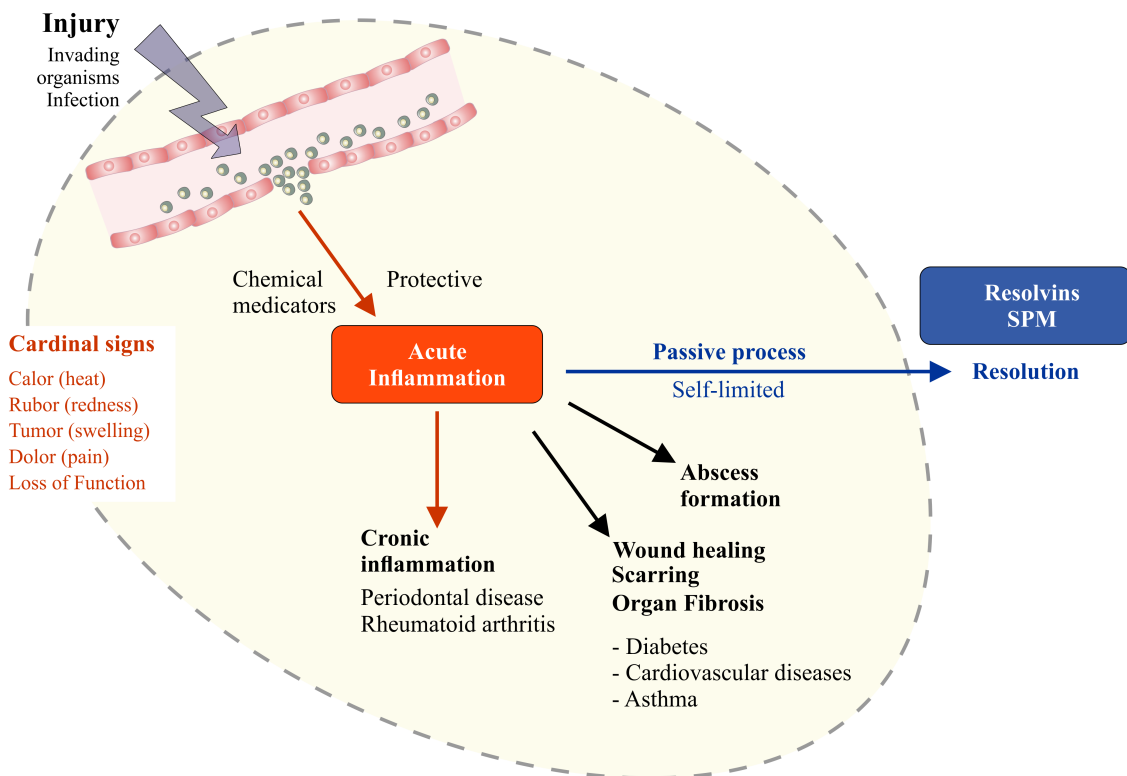 Injury
Invading
organisms
Infection
Chemical
medicators
Protective
Cardinal signs
Calor (heat)
Rubor (redness)
Tumor (swelling)
Dolor (pain)
Loss of Function
Acute
Inflammation
Passive process
Self-limited
Resolvins
SPM
Resolution
Abscess
formation
Cronic
inflammation
Periodontal disease
Rheumatoid arthritis
Wound healing
Scarring
Organ Fibrosis
- Diabetes
- Cardiovascular diseases
- Asthma